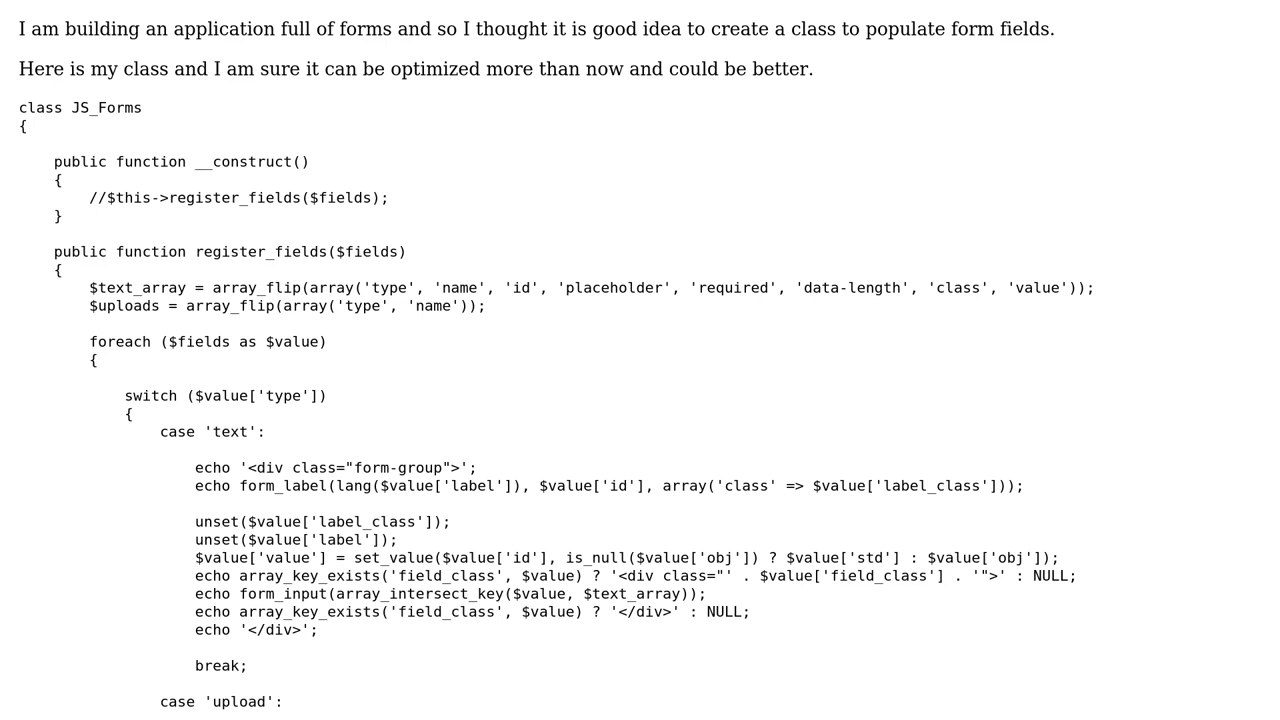 I am building an application full of forms and so I thought it is good idea to create a class to populate form fields.
Here is my class and I am sure it can be optimized more than now and could be better.
class JS_Forms
{
    public function __construct()
    {
        //$this->register_fields($fields);
    }
    public function register_fields($fields)
    {
        $text_array = array_flip(array('type', 'name', 'id', 'placeholder', 'required', 'data-length', 'class', 'value'));
        $uploads = array_flip(array('type', 'name'));
        foreach ($fields as $value)
        {
            switch ($value['type'])
            {
                case 'text':
                    echo '<div class="form-group">';
                    echo form_label(lang($value['label']), $value['id'], array('class' => $value['label_class']));
                    unset($value['label_class']);
                    unset($value['label']);
                    $value['value'] = set_value($value['id'], is_null($value['obj']) ? $value['std'] : $value['obj']);
                    echo array_key_exists('field_class', $value) ? '<div class="' . $value['field_class'] . '">' : NULL;
                    echo form_input(array_intersect_key($value, $text_array));
                    echo array_key_exists('field_class', $value) ? '</div>' : NULL;
                    echo '</div>';
                    break;
                case 'upload':